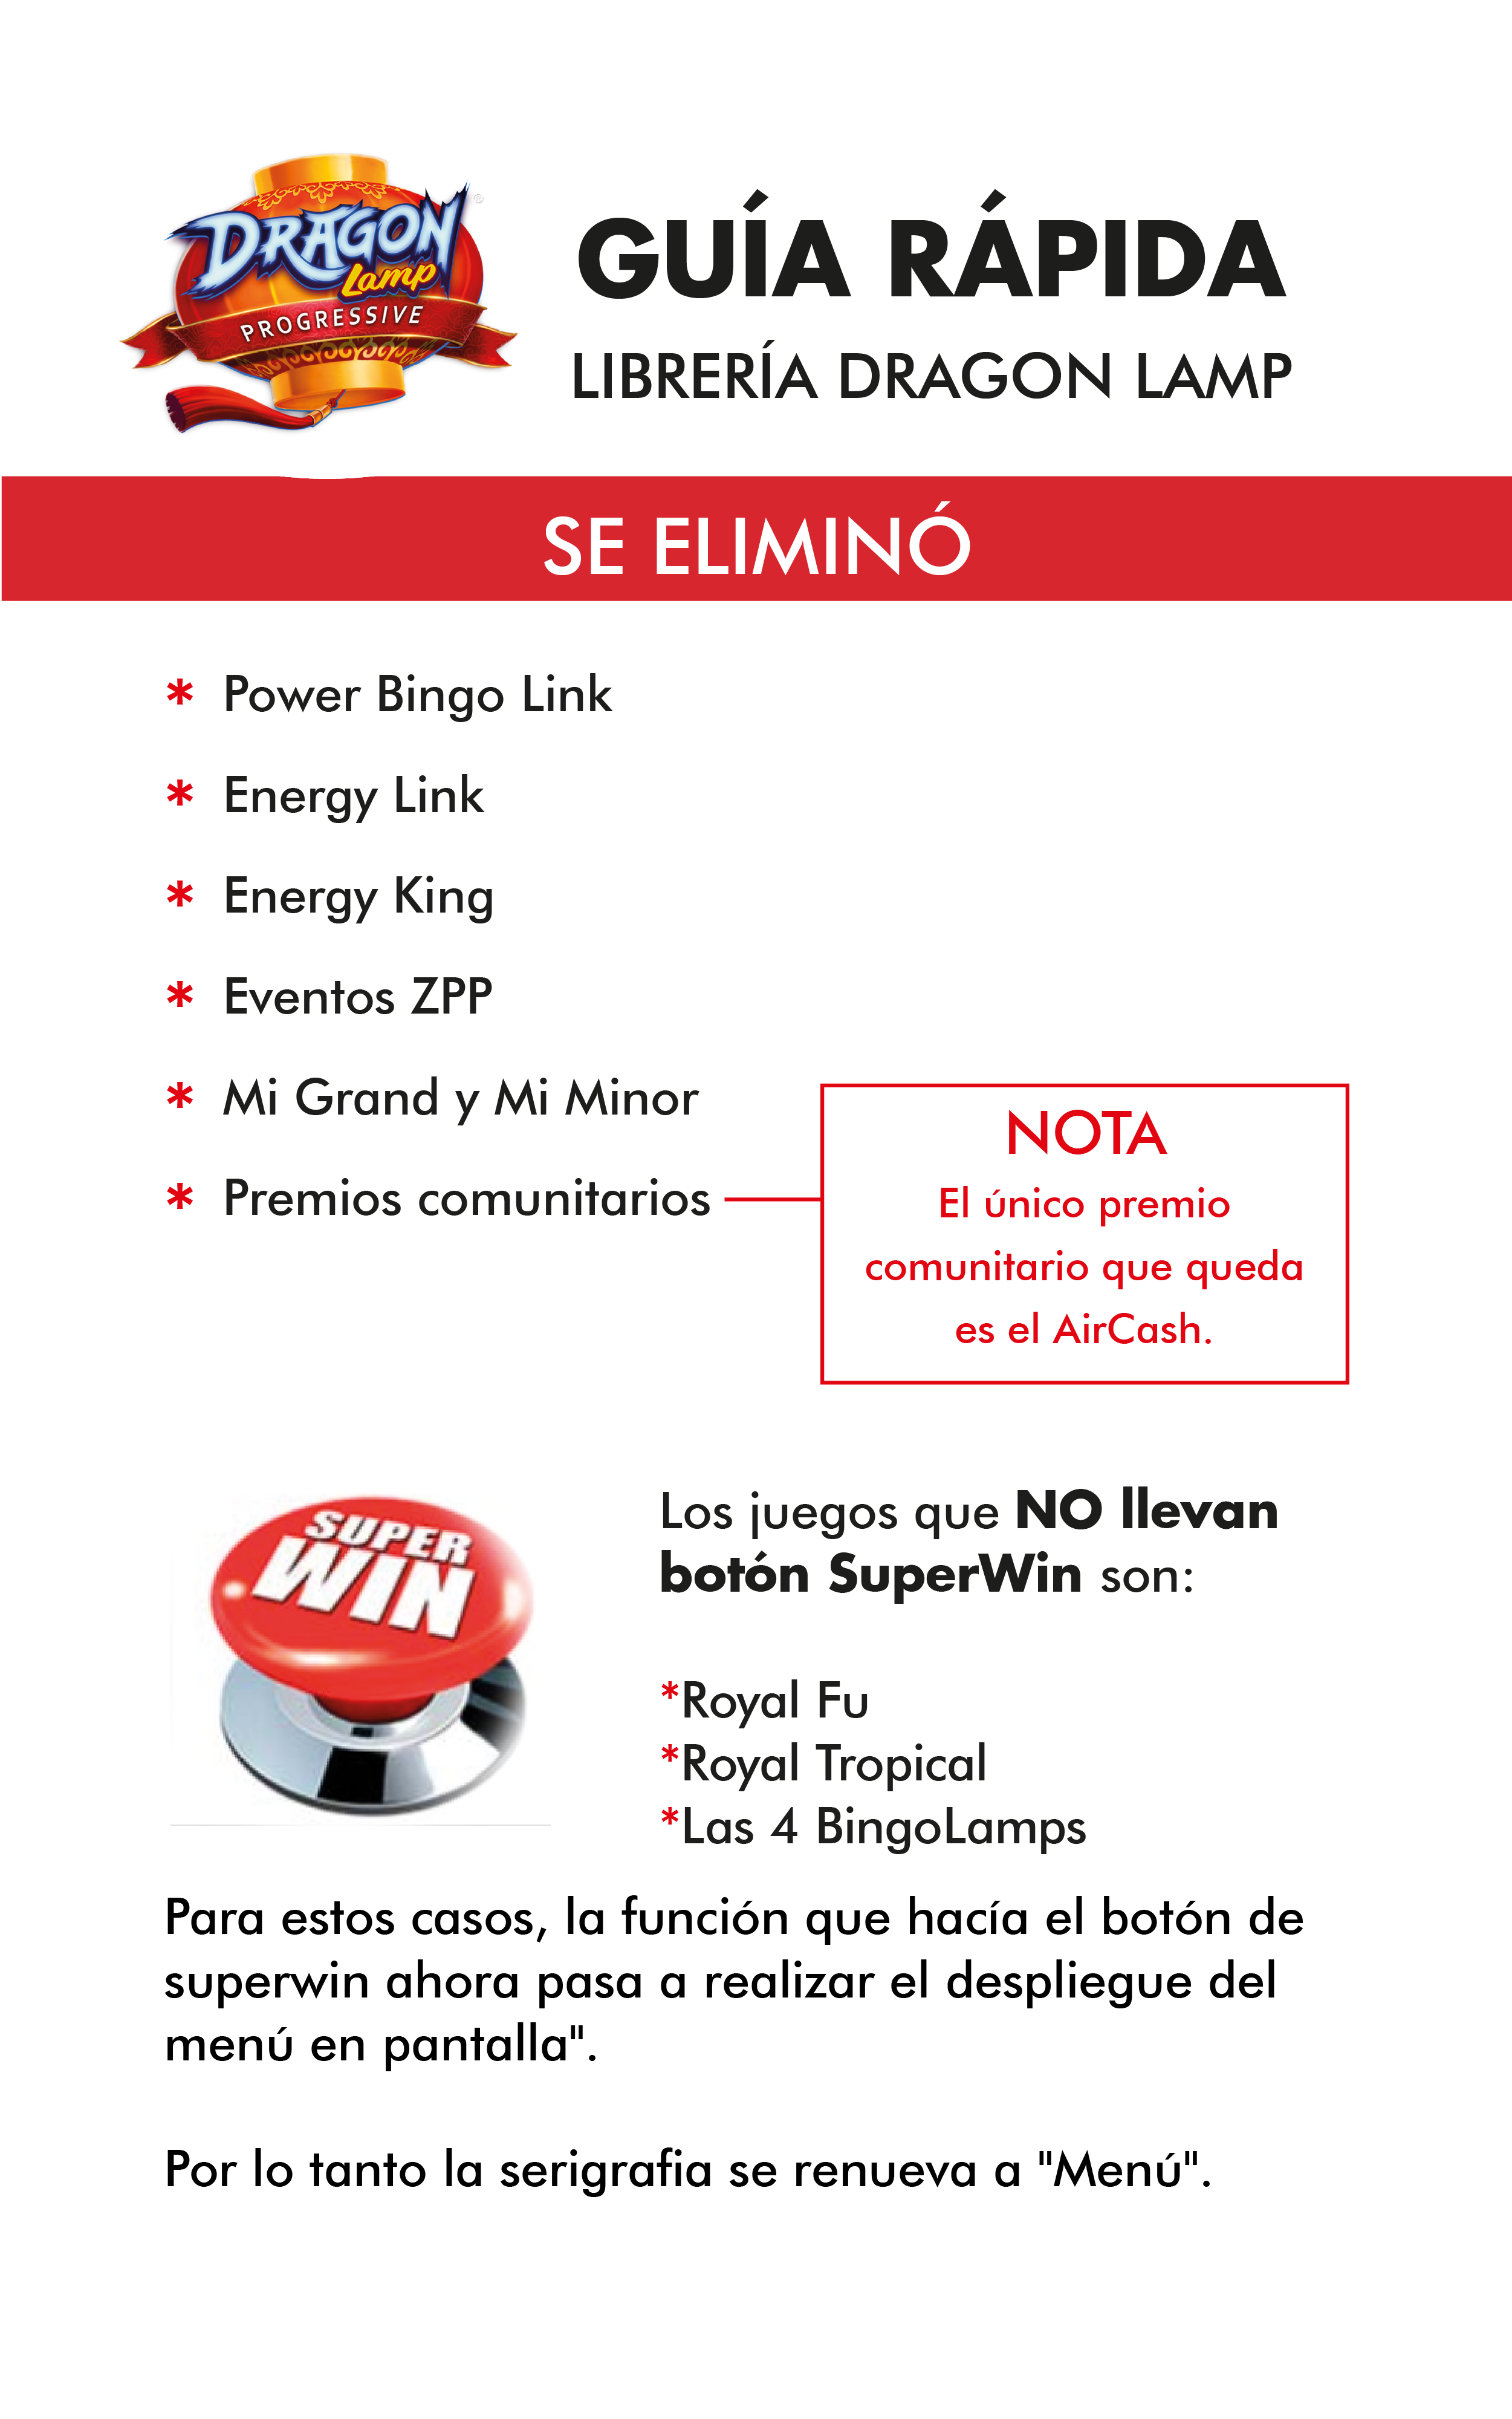 DRAGON
Lamp
PROGRESSIVE
®
GUÍA RÁPIDA
LIBRERÍA DRAGON LAMP
SE ELIMINÓ
* Power Bingo Link
* Energy Link
* Energy King
* Eventos ZPP
* Mi Grand y Mi Minor
* Premios comunitarios
NOTA
El único premio
comunitario que queda
es el AirCash.
SUPER
WIN
Los juegos que NO llevan
botón SuperWin son:
*Royal Fu
*Royal Tropical
*Las 4 BingoLamps
Para estos casos, la función que hacía el botón de
superwin ahora pasa a realizar el despliegue del
menú en pantalla".
Por lo tanto la serigrafia se renueva a "Menú".